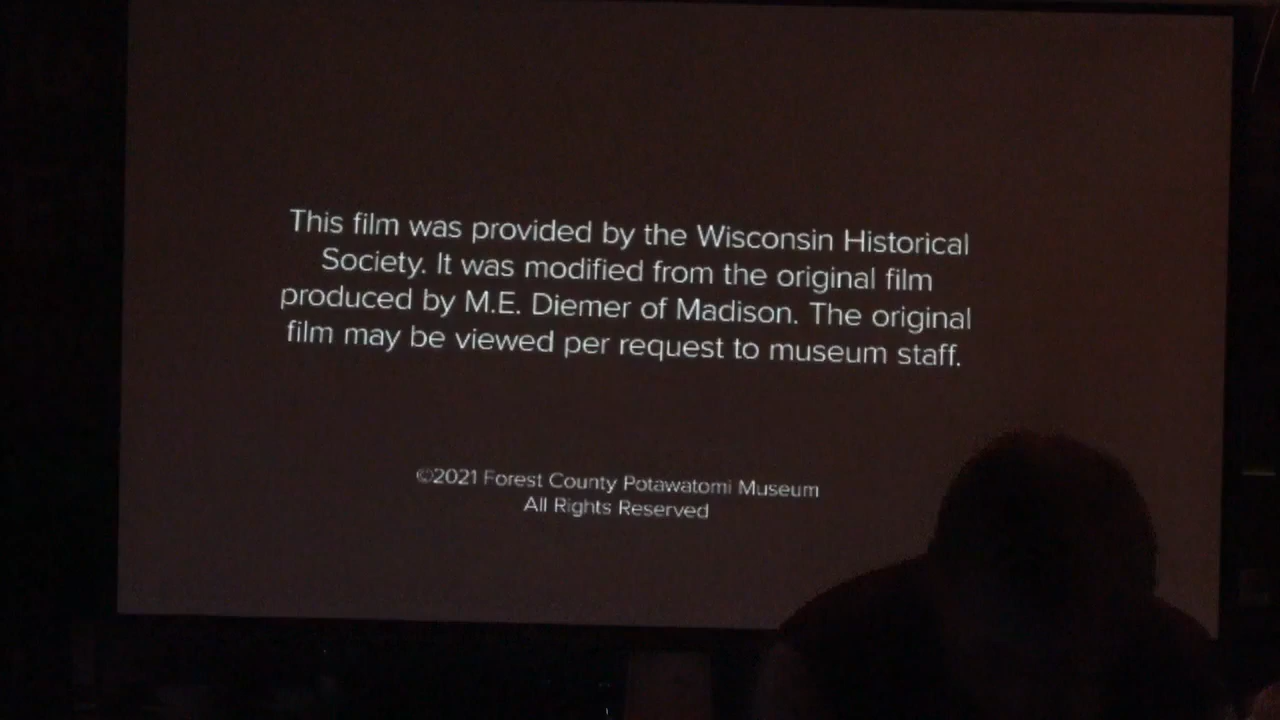 This film was provided by the Wisconsin Historical
Society. It was modified from the original film
produced by M.E. Diemer of Madison. The original
film may be viewed per request to museum staff.
©2021 Forest County Potawatomi Museum
All Rights Reserved